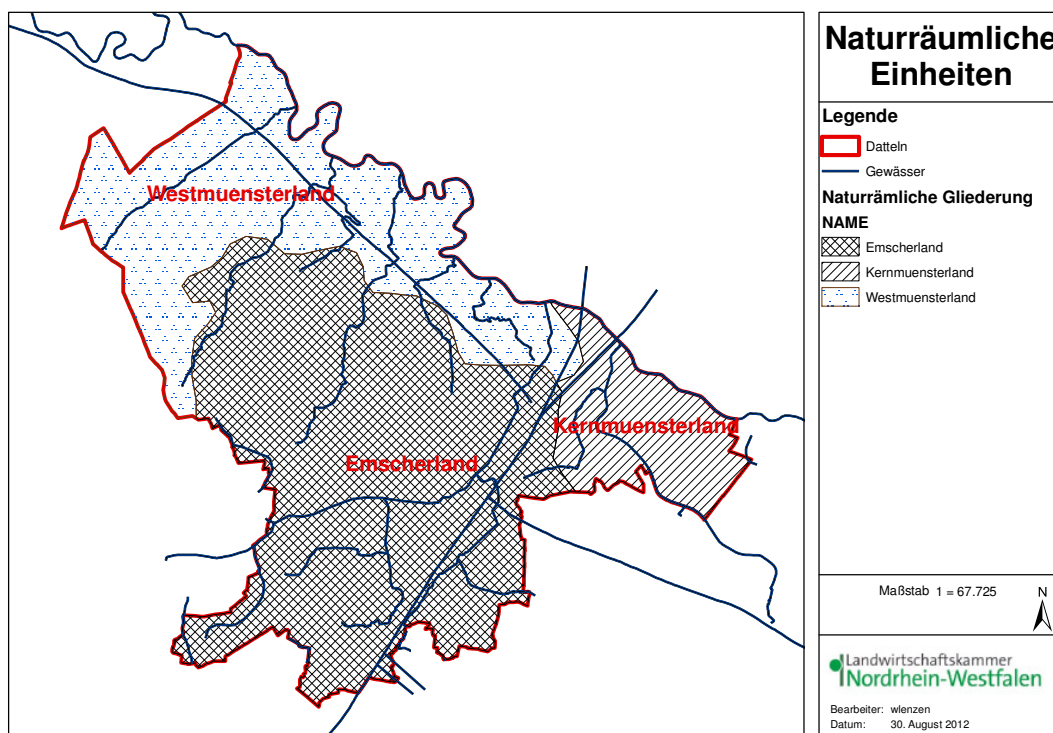 Westmuensterland
Kernmuensterland
Emscherland
Naturräumliche
Einheiten
Legende
Datteln
Gewässer
Naturrämliche Gliederung
NAME
Emscherland
Kernmuensterland
Westmuensterland
Maßstab 1 = 67.725
N
Landwirtschaftskammer
Nordrhein-Westfalen
Bearbeiter: wlenzen
Datum: 30. August 2012